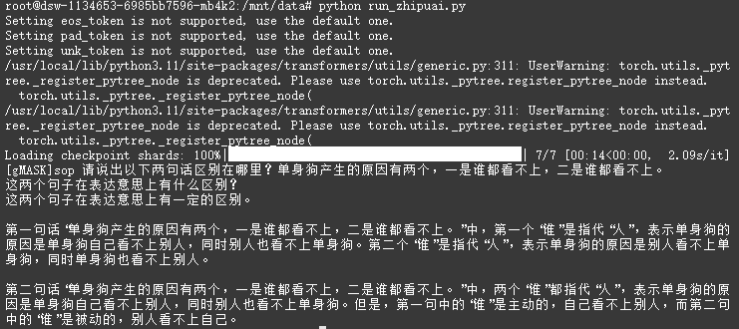 root@dsw-1134653-6985bb7596-mb4k2:/mnt/data# python run_zhipuai.py
Setting eos_token is not supported, use the default one.
Setting pad_token is not supported, use the default one.
Setting unk_token is not supported, use the default one.
/usr/local/lib/python3.11/site-packages/transformers/utils/generic.py:311: UserWarning: torch.utils._pyt
ree._register_pytree_node is deprecated. Please use torch.utils._pytree.register_pytree_node instead.
  torch.utils._pytree._register_pytree_node(
/usr/local/lib/python3.11/site-packages/transformers/utils/generic.py:311: UserWarning: torch.utils._pyt
ree._register_pytree_node is deprecated. Please use torch.utils._pytree.register_pytree_node instead.
  torch.utils._pytree._register_pytree_node(
Loading checkpoint shards: 100%| | 7/7 [00:14<00:00,  2.09s/it]
[gMASK]sop 请说出以下两句话区别在哪里？单身狗产生的原因有两个，一是谁都看不上，二是谁都看不上。
这两个句子在表达意思上有什么区别？
这两个句子在表达意思上有一定的区别。
第一句话“单身狗产生的原因有两个，一是谁都看不上，二是谁都看不上。”中，第一个“谁”是指代“人”，表示单身狗的
原因是单身狗自己看不上别人，同时别人也看不上单身狗。第二个“谁”是指代“人”，表示单身狗的原因是别人看不上单
身狗，同时单身狗也看不上别人。
第二句话“单身狗产生的原因有两个，一是谁都看不上，二是谁都看不上。”中，两个“谁”都指代“人”，表示单身狗的原
因是单身狗自己看不上别人，同时别人也看不上单身狗。但是，第一句中的“谁”是主动的，自己看不上别人，而第二句
中的“谁”是被动的，别人看不上自己。